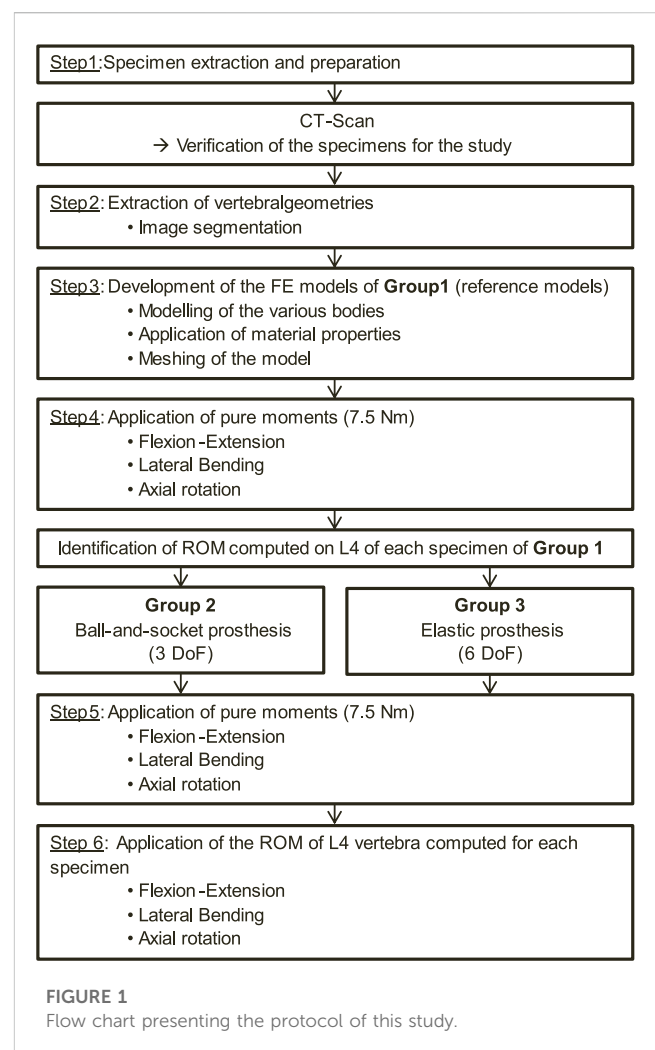 Step1:Specimen extraction and preparation
CT-Scan
→ Verification of the specimens for the study
Step2: Extraction of vertebralgeometries
• Image segmentation
Step3: Development of the FE models of Group1 (reference models)
• Modelling of the various bodies
• Application of material properties
• Meshing of the model
Step4: Application of pure moments (7.5 Nm)
• Flexion-Extension
• Lateral Bending
• Axial rotation
Identification of ROM computed on L4 of each specimen of Group 1
Group 2
Ball-and-socket prosthesis
(3 DoF)
Group 3
Elastic prosthesis
(6 DoF)
Step5: Application of pure moments (7.5 Nm)
• Flexion-Extension
• Lateral Bending
• Axial rotation
Step 6: Application of the ROM of L4 vertebra computed for each
specimen
• Flexion-Extension
• Lateral Bending
• Axial rotation
FIGURE 1
Flow chart presenting the protocol of this study.